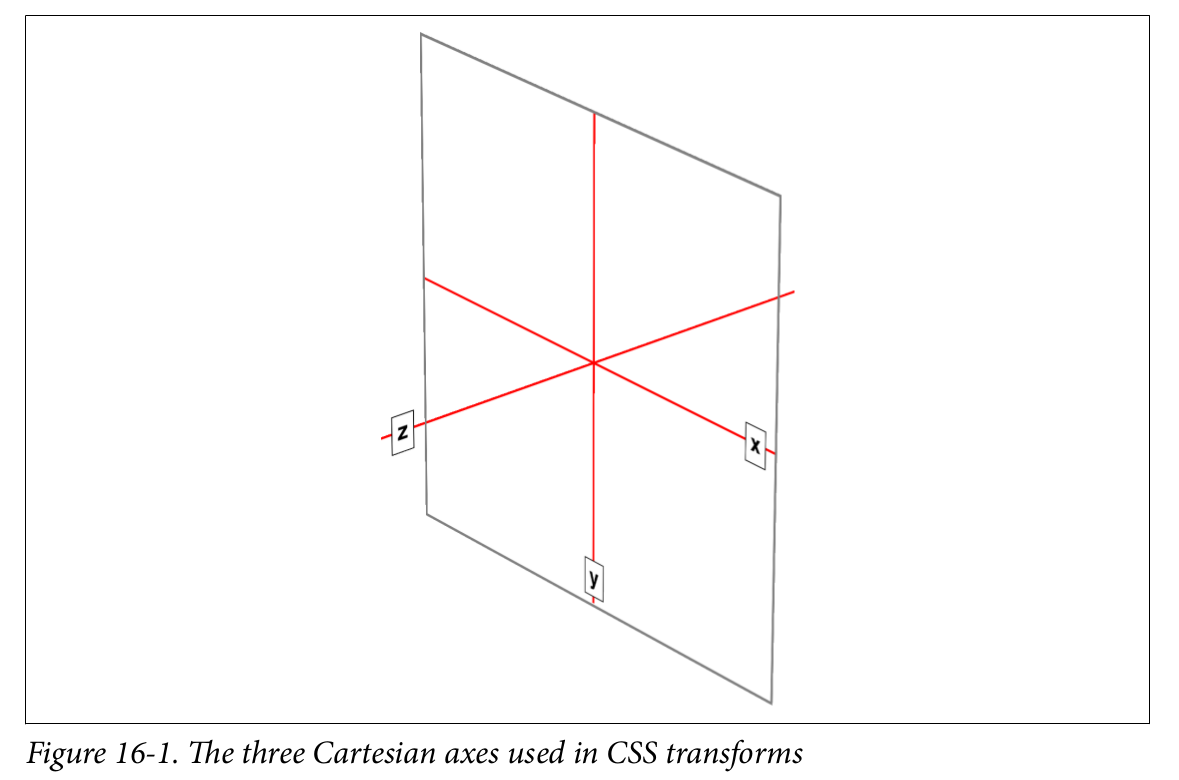 z
x
y
Figure 16-1. The three Cartesian axes used in CSS transforms